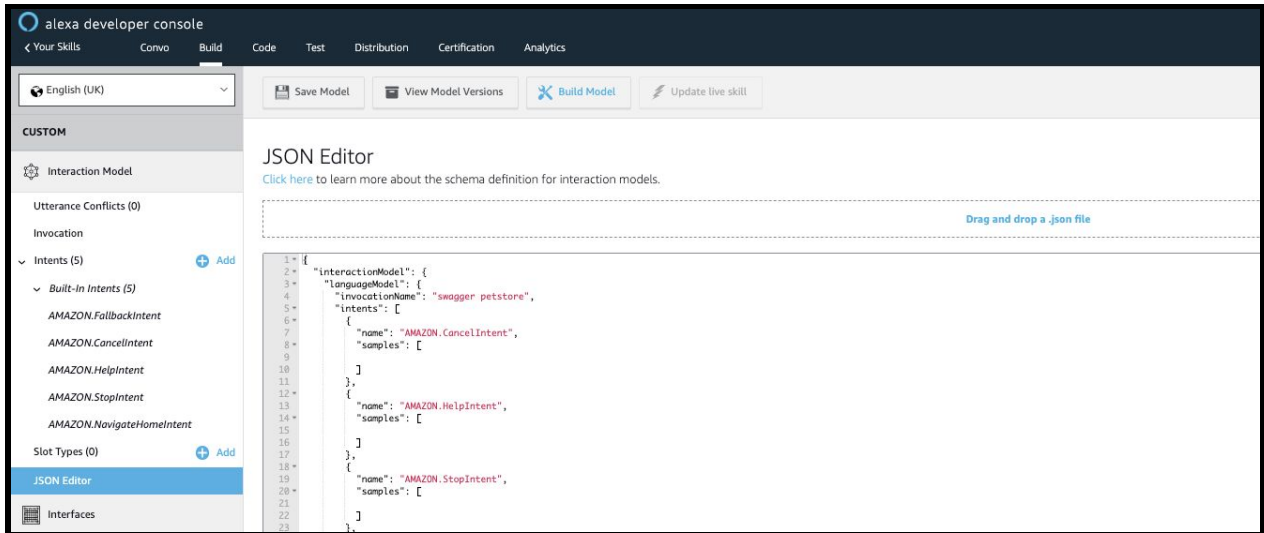 alexa developer console
Your Skills Convo Build Code Test Distribution Certification Analytics
English (UK)
Save Model View Model Versions Build Model Update live skill
CUSTOM
Interaction Model
Utterance Conflicts (0)
Invocation
Intents (5) Add
Built-In Intents (5)
AMAZON.FallbackIntent
AMAZON.CancelIntent
AMAZON.HelpIntent
AMAZON.StopIntent
AMAZON.NavigateHomeIntent
Slot Types (0) Add
JSON Editor
Interfaces
JSON Editor
Click here to learn more about the schema definition for interaction models.
Drag and drop a .json file
1 {
2 "interactionModel": {
3 "languageModel": {
4 "invocationName": "swagger petstore",
5 "intents": [
6 {
7 "name": "AMAZON.CancelIntent",
8 "samples": [
9
10 ]
11 },
12 {
13 "name": "AMAZON.HelpIntent",
14 "samples": [
15
16 ]
17 },
18 {
19 "name": "AMAZON.StopIntent",
20 "samples": [
21
22 ]
23 },